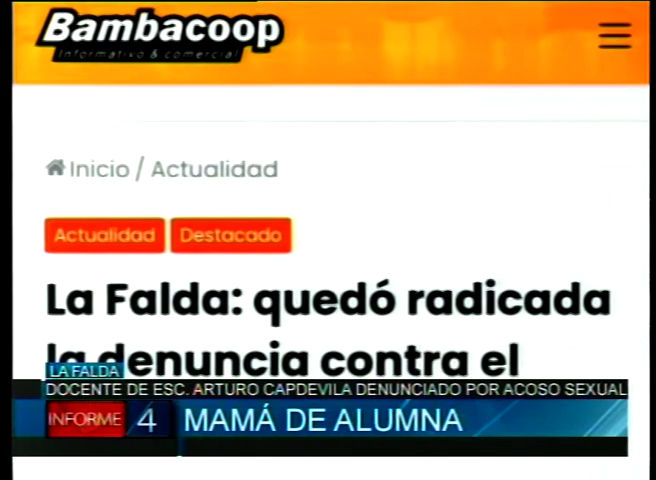 Bambacoop
Informativo & comercial
Inicio / Actualidad
Actualidad Destacado
La Falda: quedó radicada
la denuncia contra el
LA FALDA
DOCENTE DE ESC. ARTURO CAPDEVILA DENUNCIADO POR ACOSO SEXUAL
INFORME 4 MAMÁ DE ALUMNA